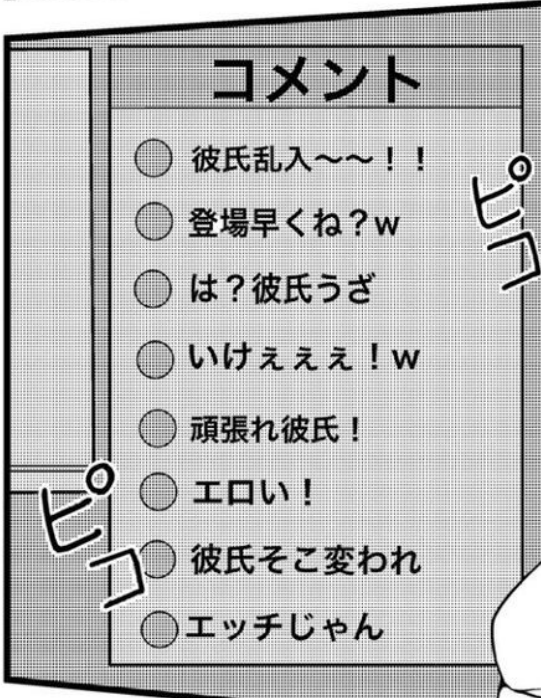 コメント
彼氏乱入～～！！
登場早くね？w
は？彼氏うざ
いけぇぇぇ！w
頑張れ彼氏！
エロい！
彼氏そこ変われ
エッチじゃん
ピコ
ピコ